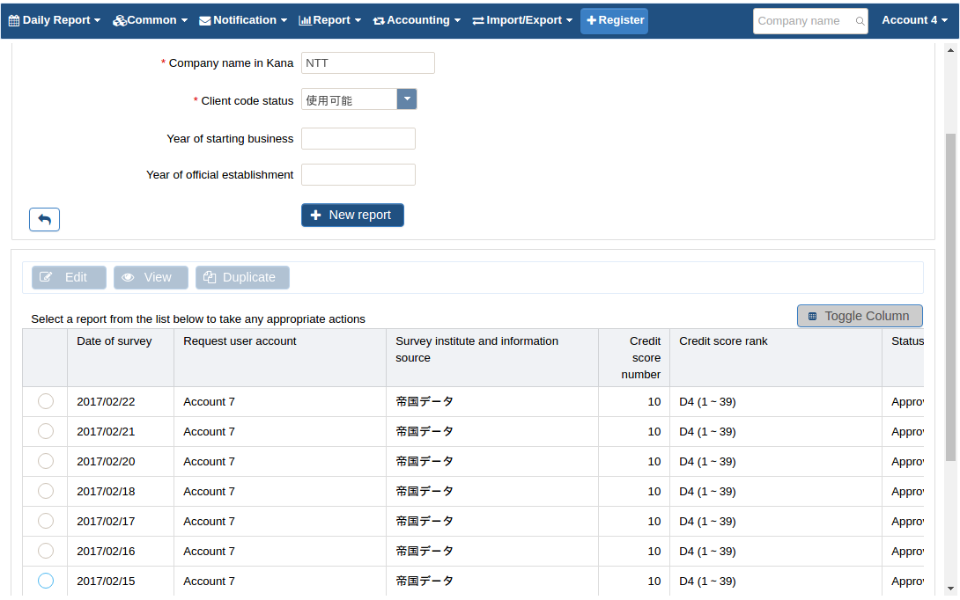 Daily Report Common Notification Report Accounting Import/Export Register Company name Account 4
* Company name in Kana NTT
* Client code status 使用可能
Year of starting business
Year of official establishment
New report
Edit View Duplicate
Select a report from the list below to take any appropriate actions
Toggle Column
Date of survey Request user account Survey institute and information source Credit score number Credit score rank Status
2017/02/22 Account 7 帝国データ 10 D4 (1 ~ 39) Approv
2017/02/21 Account 7 帝国データ 10 D4 (1 ~ 39) Approv
2017/02/20 Account 7 帝国データ 10 D4 (1 ~ 39) Approv
2017/02/18 Account 7 帝国データ 10 D4 (1 ~ 39) Approv
2017/02/17 Account 7 帝国データ 10 D4 (1 ~ 39) Approv
2017/02/16 Account 7 帝国データ 10 D4 (1 ~ 39) Approv
2017/02/15 Account 7 帝国データ 10 D4 (1 ~ 39) Approv